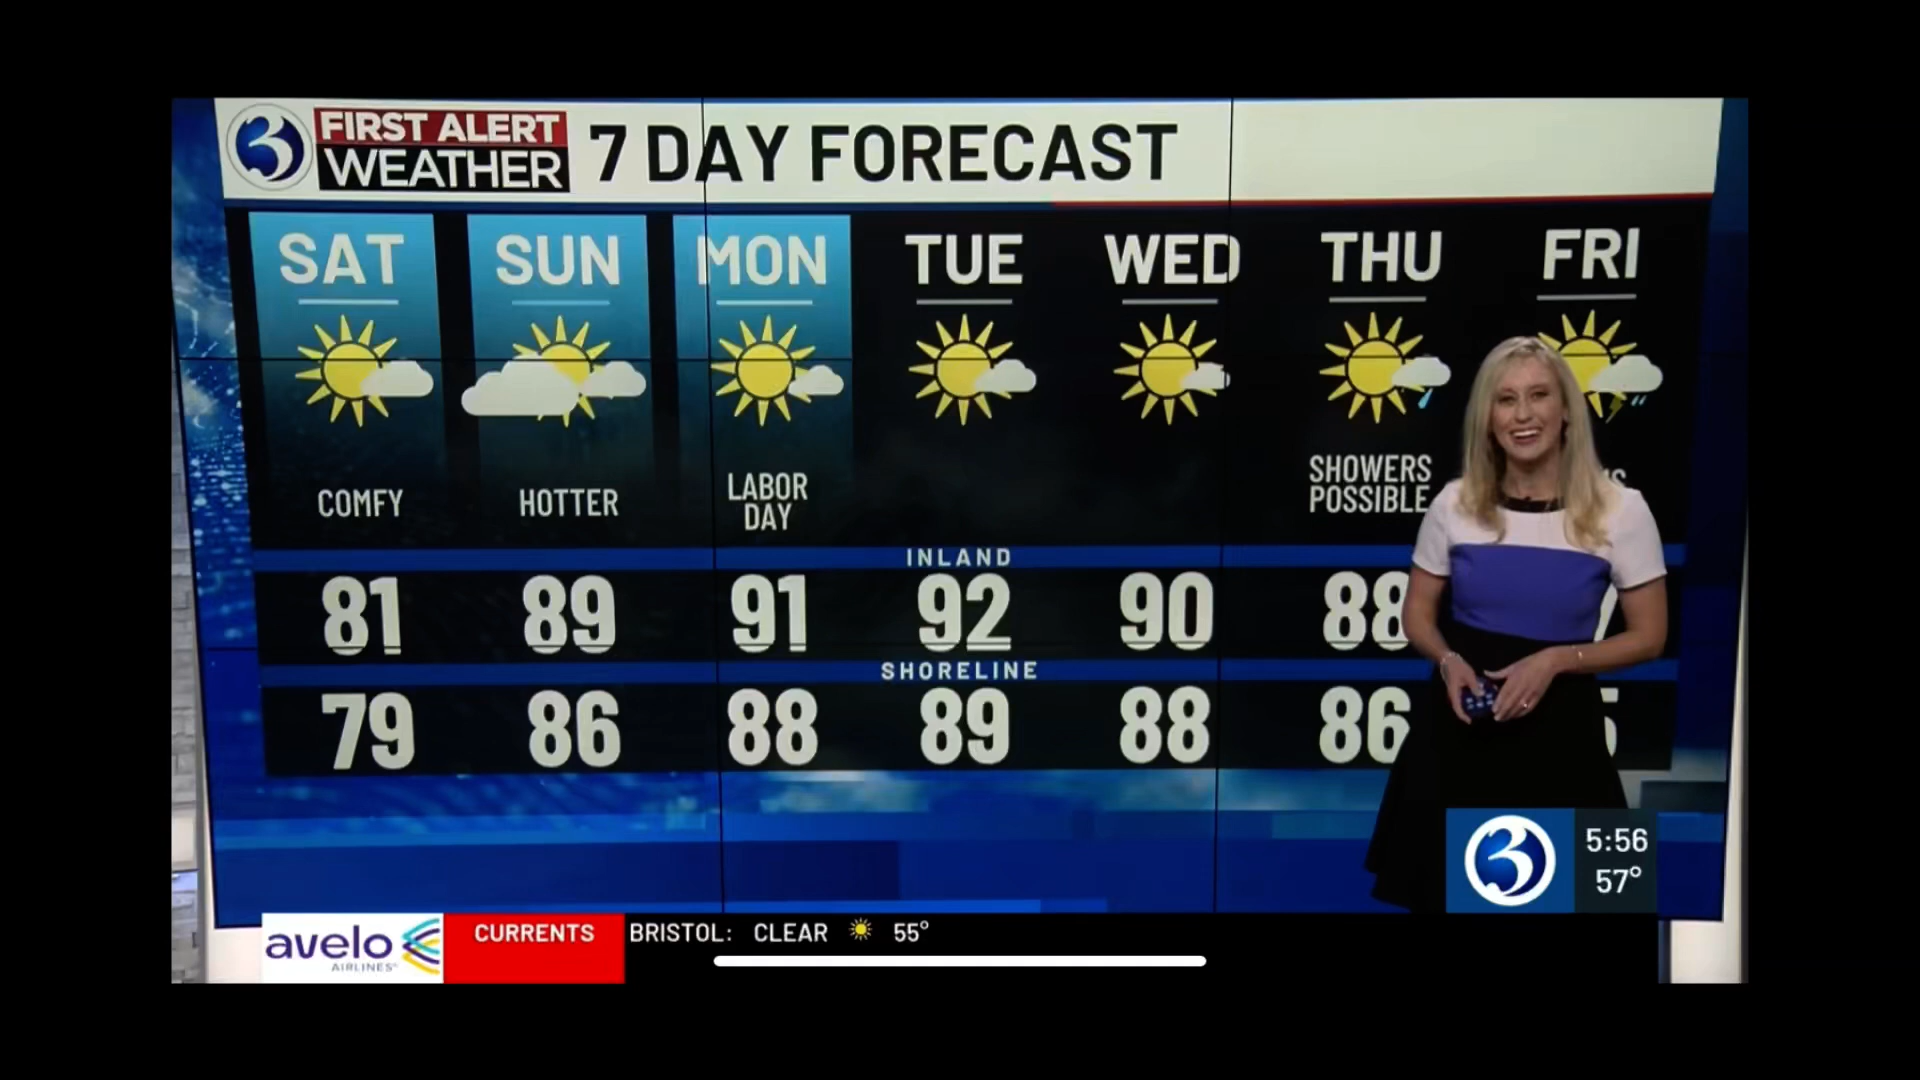 3 FIRST ALERT
WEATHER
7 DAY FORECAST
SAT SUN MON TUE WED THU FRI
COMFY HOTTER LABOR
DAY
SHOWERS
POSSIBLE
INLAND
81 89 91 92 90 88
SHORELINE
79 86 88 89 88 86
3 5:56
57°
avelo
AIRLINES
CURRENTS BRISTOL: CLEAR 55°